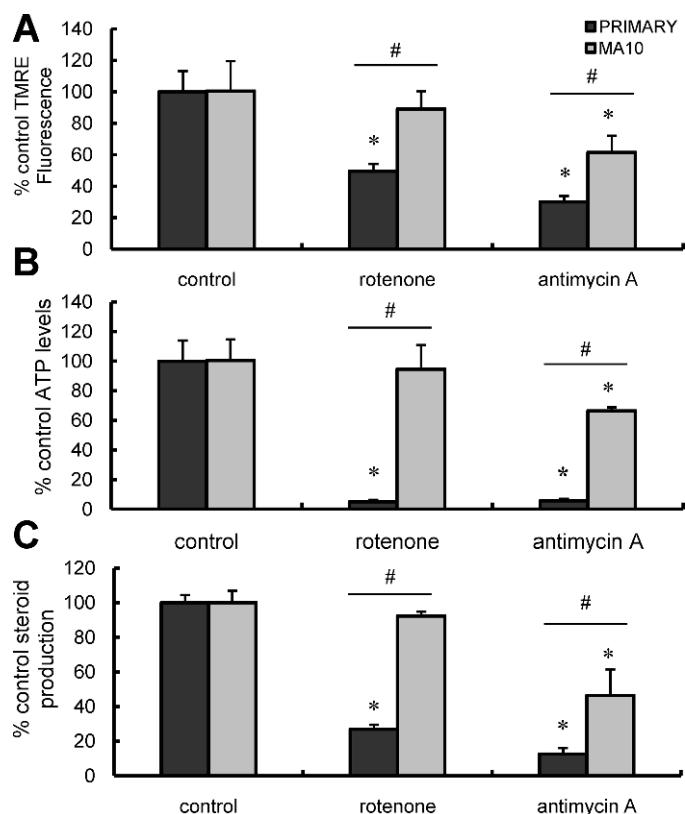 A
PRIMARY
MA10
% control TMRE
Fluorescence
140
120
100
80
60
40
20
0
#
*
#
*
*
control
rotenone
antimycin A
B
% control ATP levels
140
120
100
80
60
40
20
0
#
*
#
*
*
control
rotenone
antimycin A
C
% control steroid
production
120
100
80
60
40
20
0
#
*
#
*
*
control
rotenone
antimycin A